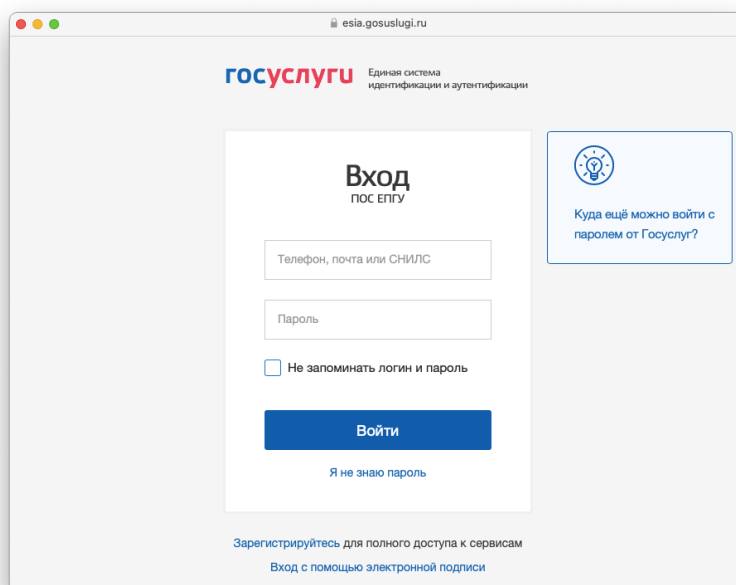 esia.gosuslugi.ru
госуслуги
Единая система
идентификации и аутентификации
Вход
ПОС ЕПГУ
Телефон, почта или СНИЛС
Пароль
Не запоминать логин и пароль
Войти
Я не знаю пароль
Куда ещё можно войти с
паролем от Госуслуг?
Зарегистрируйтесь для полного доступа к сервисам
Вход с помощью электронной подписи